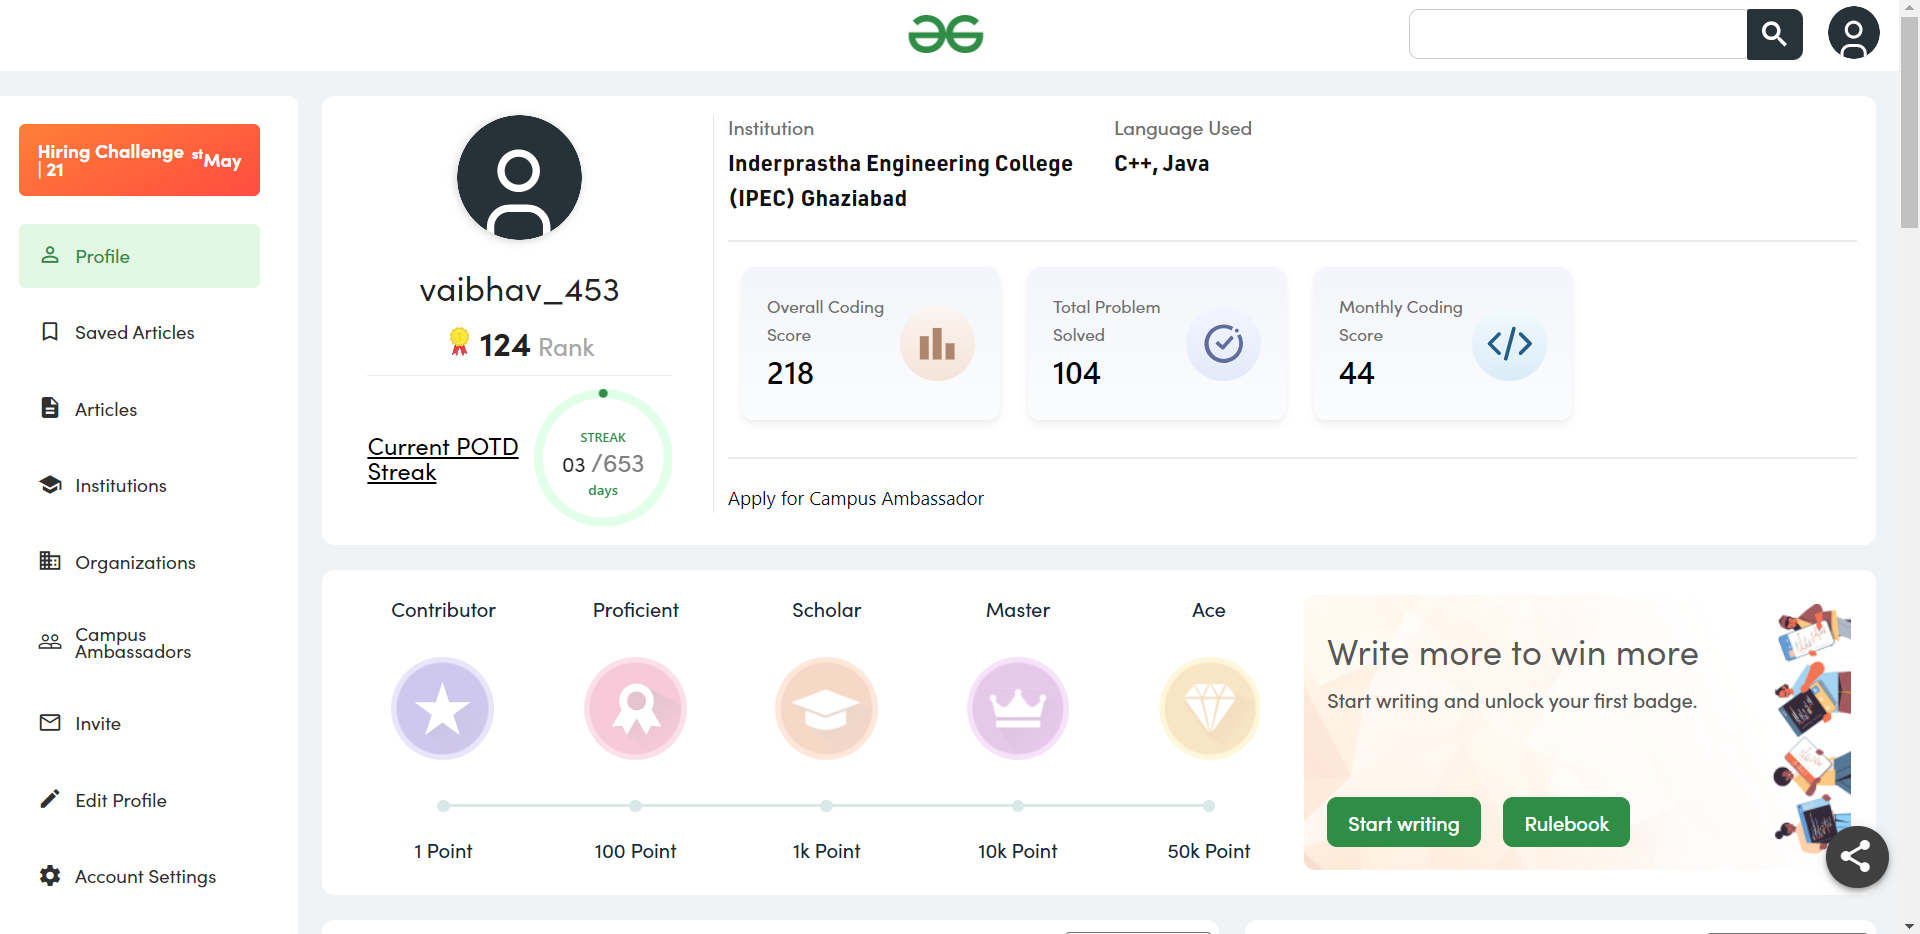 Hiring Challenge st May
| 21
Profile
Saved Articles
Articles
Institutions
Organizations
Campus
Ambassadors
Invite
Edit Profile
Account Settings
vaibhav_453
124 Rank
Current POTD
Streak
STREAK
03 /653
days
Institution
Inderprastha Engineering College
(IPEC) Ghaziabad
Language Used
C++, Java
Overall Coding
Score
218
Total Problem
Solved
104
Monthly Coding
Score
44
Apply for Campus Ambassador
Contributor
Proficient
Scholar
Master
Ace
1 Point
100 Point
1k Point
10k Point
50k Point
Write more to win more
Start writing and unlock your first badge.
Start writing
Rulebook